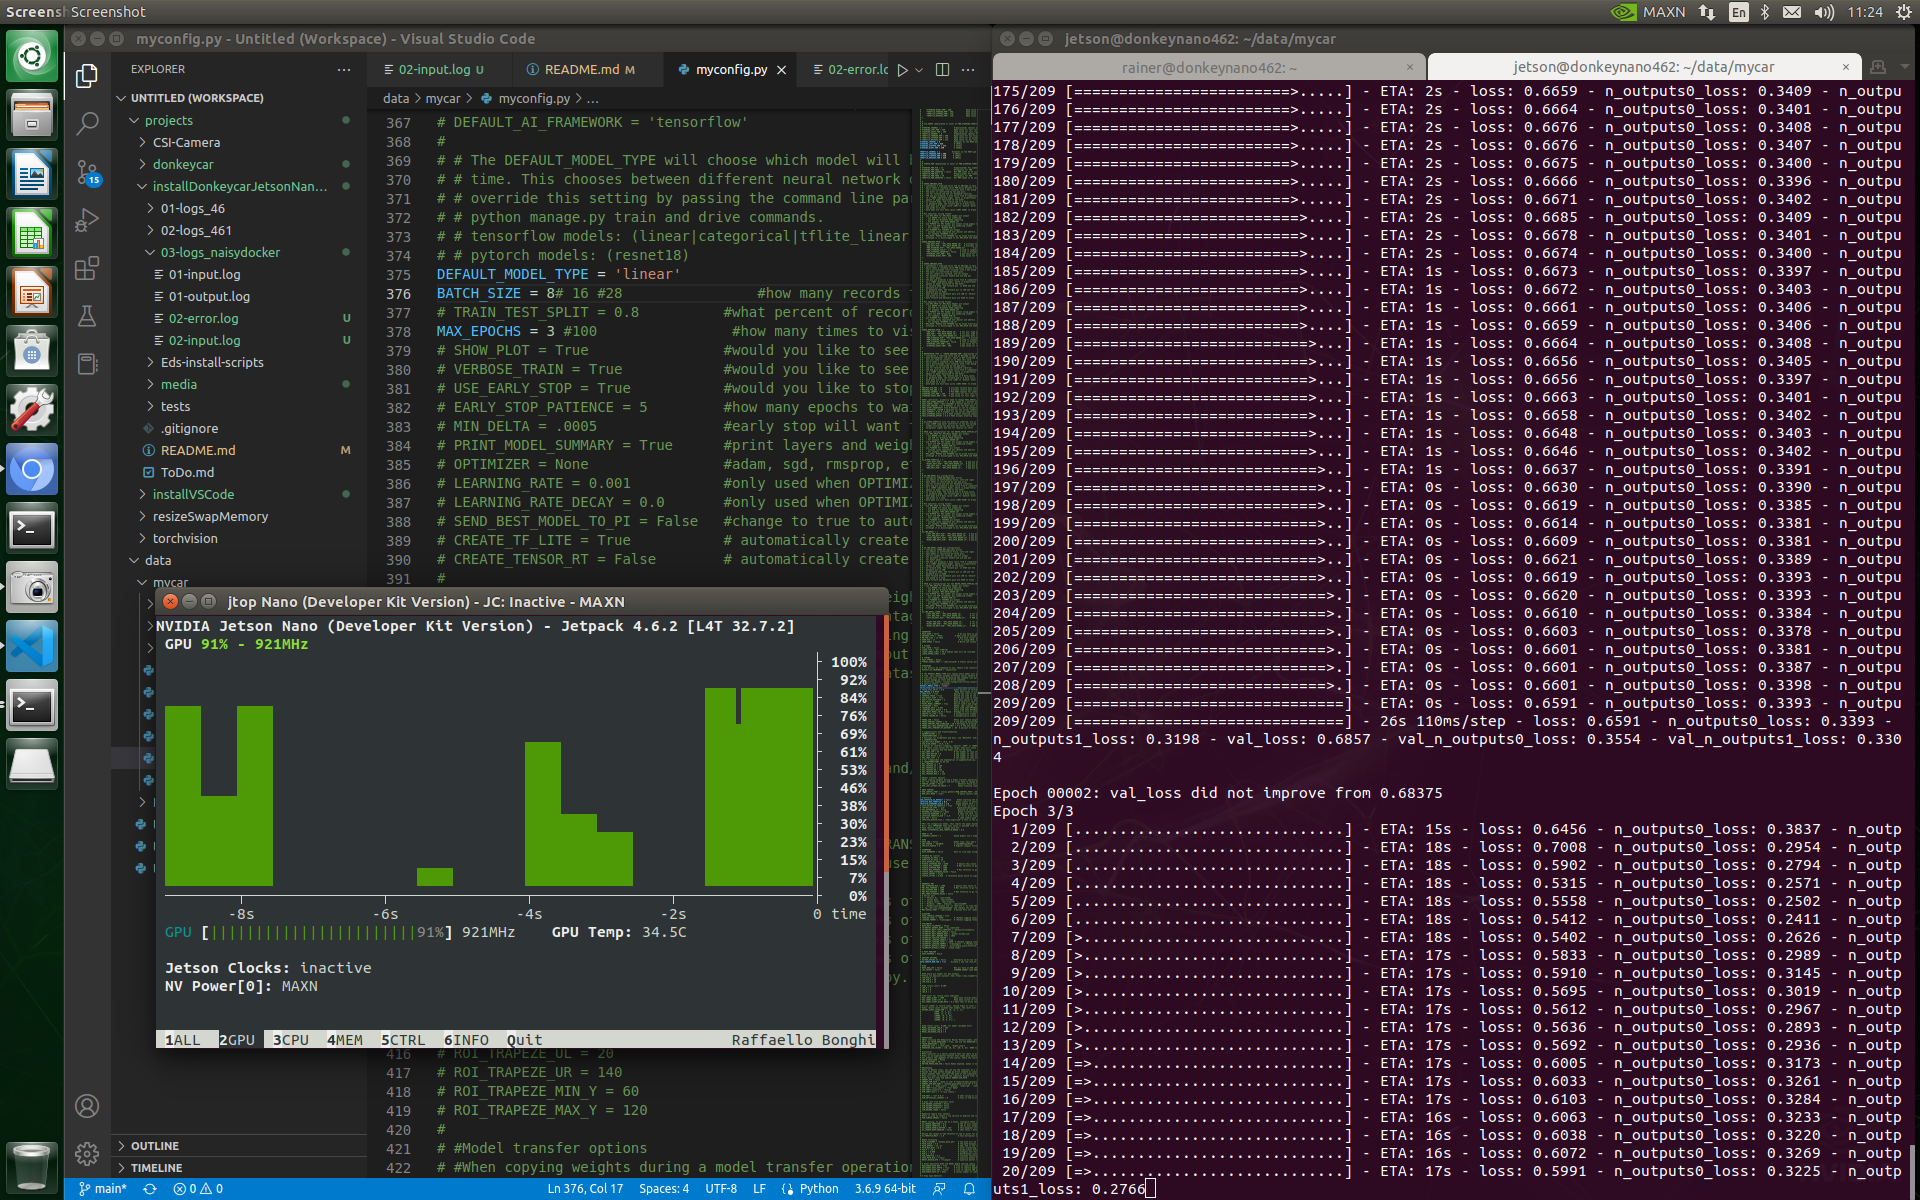 Screensh Screenshot
MAXN En 11:24
myconfig.py - Untitled (Workspace) - Visual Studio Code
EXPLORER
UNTITLED (WORKSPACE)
projects
CSI-Camera
donkeycar
installDonkeycarJetsonNan...
01-logs_46
02-logs_461
03-logs_naisydocker
01-input.log
01-output.log
02-error.log U
02-input.log U
Eds-install-scripts
media
tests
.gitignore
README.md M
ToDo.md
installVSCode
resizeSwapMemory
torchvision
data
mycar
OUTLINE
TIMELINE
15
02-input.log U README.md M myconfig.py 02-error.lo
data > mycar > myconfig.py > ...
367 # DEFAULT_AI_FRAMEWORK = 'tensorflow'
368 #
369 # # The DEFAULT_MODEL_TYPE will choose which model will
370 # # time. This chooses between different neural network
371 # # override this setting by passing the command line pa
372 # # python manage.py train and drive commands.
373 # # tensorflow models: (linear|categorical|tflite_linear
374 # # pytorch models: (resnet18)
375 DEFAULT_MODEL_TYPE = 'linear'
376 BATCH_SIZE = 8# 16 #28 #how many records
377 # TRAIN_TEST_SPLIT = 0.8 #what percent of recor
378 MAX_EPOCHS = 3 #100 #how many times to vis
379 # SHOW_PLOT = True #would you like to see
380 # VERBOSE_TRAIN = True #would you like to see
381 # USE_EARLY_STOP = True #would you like to stop
382 # EARLY_STOP_PATIENCE = 5 #how many epochs to wa
383 # MIN_DELTA = .0005 #early stop will want
384 # PRINT_MODEL_SUMMARY = True #print layers and weigh
385 # OPTIMIZER = None #adam, sgd, rmsprop, e
386 # LEARNING_RATE = 0.001 #only used when OPTIMIZ
387 # LEARNING_RATE_DECAY = 0.0 #only used when OPTIMIZ
388 # SEND_BEST_MODEL_TO_PI = False #change to true to auto
389 # CREATE_TF_LITE = True # automatically create
390 # CREATE_TENSOR_RT = False # automatically create
391 #
jtop Nano (Developer Kit Version) - JC: Inactive - MAXN
NVIDIA Jetson Nano (Developer Kit Version) - Jetpack 4.6.2 [L4T 32.7.2]
GPU 91% - 921MHz
100%
92%
84%
76%
69%
61%
53%
46%
38%
30%
23%
15%
7%
0%
-8s -6s -4s -2s 0 time
GPU [|||||||||||||||||||||||91%] 921MHz GPU Temp: 34.5C
Jetson Clocks: inactive
NV Power[0]: MAXN
1ALL 2GPU 3CPU 4MEM 5CTRL 6INFO Quit Raffaello Bonghi
416 # ROI_TRAPEZE_UL = 20
417 # ROI_TRAPEZE_UR = 140
418 # ROI_TRAPEZE_MIN_Y = 60
419 # ROI_TRAPEZE_MAX_Y = 120
420 #
421 # #Model transfer options
422 # #When copying weights during a model transfer operation
main* 0 0 Ln 376, Col 17 Spaces: 4 UTF-8 LF Python 3.6.9 64-bit
jetson@donkeynano462: ~/data/mycar
rainer@donkeynano462: ~ jetson@donkeynano462: ~/data/mycar
175/209 [========================>.....] - ETA: 2s - loss: 0.6659 - n_outputs0_loss: 0.3409 - n_outpu
176/209 [========================>.....] - ETA: 2s - loss: 0.6664 - n_outputs0_loss: 0.3401 - n_outpu
177/209 [========================>.....] - ETA: 2s - loss: 0.6676 - n_outputs0_loss: 0.3408 - n_outpu
178/209 [========================>.....] - ETA: 2s - loss: 0.6676 - n_outputs0_loss: 0.3407 - n_outpu
179/209 [========================>.....] - ETA: 2s - loss: 0.6675 - n_outputs0_loss: 0.3400 - n_outpu
180/209 [========================>.....] - ETA: 2s - loss: 0.6666 - n_outputs0_loss: 0.3396 - n_outpu
181/209 [========================>.....] - ETA: 2s - loss: 0.6671 - n_outputs0_loss: 0.3402 - n_outpu
182/209 [=========================>....] - ETA: 2s - loss: 0.6685 - n_outputs0_loss: 0.3409 - n_outpu
183/209 [=========================>....] - ETA: 2s - loss: 0.6678 - n_outputs0_loss: 0.3401 - n_outpu
184/209 [=========================>....] - ETA: 2s - loss: 0.6674 - n_outputs0_loss: 0.3400 - n_outpu
185/209 [=========================>....] - ETA: 1s - loss: 0.6673 - n_outputs0_loss: 0.3397 - n_outpu
186/209 [=========================>....] - ETA: 1s - loss: 0.6672 - n_outputs0_loss: 0.3403 - n_outpu
187/209 [=========================>....] - ETA: 1s - loss: 0.6661 - n_outputs0_loss: 0.3406 - n_outpu
188/209 [=========================>....] - ETA: 1s - loss: 0.6659 - n_outputs0_loss: 0.3406 - n_outpu
189/209 [==========================>...] - ETA: 1s - loss: 0.6664 - n_outputs0_loss: 0.3408 - n_outpu
190/209 [==========================>...] - ETA: 1s - loss: 0.6656 - n_outputs0_loss: 0.3405 - n_outpu
191/209 [==========================>...] - ETA: 1s - loss: 0.6656 - n_outputs0_loss: 0.3397 - n_outpu
192/209 [==========================>...] - ETA: 1s - loss: 0.6663 - n_outputs0_loss: 0.3401 - n_outpu
193/209 [==========================>...] - ETA: 1s - loss: 0.6658 - n_outputs0_loss: 0.3402 - n_outpu
194/209 [==========================>...] - ETA: 1s - loss: 0.6648 - n_outputs0_loss: 0.3403 - n_outpu
195/209 [==========================>...] - ETA: 1s - loss: 0.6646 - n_outputs0_loss: 0.3402 - n_outpu
196/209 [===========================>..] - ETA: 1s - loss: 0.6637 - n_outputs0_loss: 0.3391 - n_outpu
197/209 [===========================>..] - ETA: 0s - loss: 0.6630 - n_outputs0_loss: 0.3390 - n_outpu
198/209 [===========================>..] - ETA: 0s - loss: 0.6619 - n_outputs0_loss: 0.3385 - n_outpu
199/209 [===========================>..] - ETA: 0s - loss: 0.6614 - n_outputs0_loss: 0.3381 - n_outpu
200/209 [===========================>..] - ETA: 0s - loss: 0.6609 - n_outputs0_loss: 0.3381 - n_outpu
201/209 [===========================>..] - ETA: 0s - loss: 0.6621 - n_outputs0_loss: 0.3389 - n_outpu
202/209 [===========================>..] - ETA: 0s - loss: 0.6619 - n_outputs0_loss: 0.3393 - n_outpu
203/209 [============================>.] - ETA: 0s - loss: 0.6620 - n_outputs0_loss: 0.3393 - n_outpu
204/209 [============================>.] - ETA: 0s - loss: 0.6610 - n_outputs0_loss: 0.3384 - n_outpu
205/209 [============================>.] - ETA: 0s - loss: 0.6603 - n_outputs0_loss: 0.3378 - n_outpu
206/209 [============================>.] - ETA: 0s - loss: 0.6601 - n_outputs0_loss: 0.3381 - n_outpu
207/209 [============================>.] - ETA: 0s - loss: 0.6601 - n_outputs0_loss: 0.3387 - n_outpu
208/209 [============================>.] - ETA: 0s - loss: 0.6601 - n_outputs0_loss: 0.3398 - n_outpu
209/209 [==============================] - ETA: 0s - loss: 0.6591 - n_outputs0_loss: 0.3393 - n_outpu
209/209 [==============================] - 26s 110ms/step - loss: 0.6591 - n_outputs0_loss: 0.3393 -
n_outputs1_loss: 0.3198 - val_loss: 0.6857 - val_n_outputs0_loss: 0.3554 - val_n_outputs1_loss: 0.330
4
Epoch 00002: val_loss did not improve from 0.68375
Epoch 3/3
1/209 [..............................] - ETA: 15s - loss: 0.6456 - n_outputs0_loss: 0.3837 - n_outp
2/209 [..............................] - ETA: 18s - loss: 0.7008 - n_outputs0_loss: 0.2954 - n_outp
3/209 [..............................] - ETA: 18s - loss: 0.5902 - n_outputs0_loss: 0.2794 - n_outp
4/209 [..............................] - ETA: 18s - loss: 0.5315 - n_outputs0_loss: 0.2571 - n_outp
5/209 [..............................] - ETA: 18s - loss: 0.5558 - n_outputs0_loss: 0.2502 - n_outp
6/209 [..............................] - ETA: 18s - loss: 0.5412 - n_outputs0_loss: 0.2411 - n_outp
7/209 [>.............................] - ETA: 18s - loss: 0.5402 - n_outputs0_loss: 0.2626 - n_outp
8/209 [>.............................] - ETA: 17s - loss: 0.5833 - n_outputs0_loss: 0.2989 - n_outp
9/209 [>.............................] - ETA: 17s - loss: 0.5910 - n_outputs0_loss: 0.3145 - n_outp
10/209 [>.............................] - ETA: 17s - loss: 0.5695 - n_outputs0_loss: 0.3019 - n_outp
11/209 [>.............................] - ETA: 17s - loss: 0.5612 - n_outputs0_loss: 0.2967 - n_outp
12/209 [>.............................] - ETA: 17s - loss: 0.5636 - n_outputs0_loss: 0.2893 - n_outp
13/209 [>.............................] - ETA: 17s - loss: 0.5692 - n_outputs0_loss: 0.2936 - n_outp
14/209 [=>............................] - ETA: 17s - loss: 0.6005 - n_outputs0_loss: 0.3173 - n_outp
15/209 [=>............................] - ETA: 17s - loss: 0.6033 - n_outputs0_loss: 0.3261 - n_outp
16/209 [=>............................] - ETA: 17s - loss: 0.6103 - n_outputs0_loss: 0.3284 - n_outp
17/209 [=>............................] - ETA: 16s - loss: 0.6063 - n_outputs0_loss: 0.3233 - n_outp
18/209 [=>............................] - ETA: 16s - loss: 0.6038 - n_outputs0_loss: 0.3220 - n_outp
19/209 [=>............................] - ETA: 16s - loss: 0.6072 - n_outputs0_loss: 0.3269 - n_outp
20/209 [=>............................] - ETA: 17s - loss: 0.5991 - n_outputs0_loss: 0.3225 - n_outp
uts1_loss: 0.2766